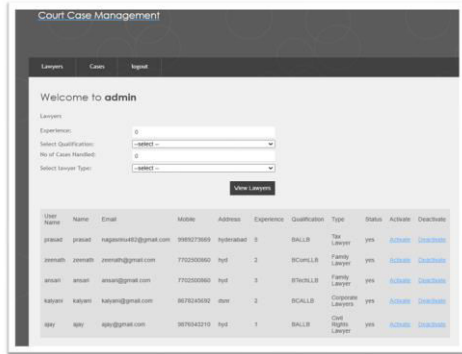 Court Case Management
Lawyers Cases logout
Welcome to admin
Lawyers
Experience: 0
Select Qualification: --select --
No of Cases Handled: 0
Select lawyer Type: --select --
View Lawyers
User Name Name Email Mobile Address Experience Qualification Type Status Activate Deactivate
prasad prasad hyderabad BALLB Tax Lawyer yes Activate Deactivate
zeenath zeenath zeenath@gmail.com 7702500860 hyd 2 BComLLB Family Lawyer yes Activate Deactivate
ansari ansari ansari@gmail.com 7702500860 hyd 3 BTechLLB Family Lawyer yes Activate Deactivate
kalyani kalyani kalyani@gmail.com 2 BCALLB Corporate Lawyers yes Activate Deactivate
ajay ajay ajay@gmail.com hyd 1 BALLB Civil Rights Lawyer yes Activate Deactivate